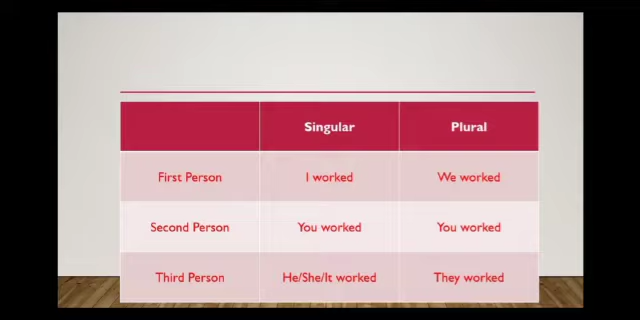 Singular Plural
First Person I worked We worked
Second Person You worked You worked
Third Person He/She/It worked They worked